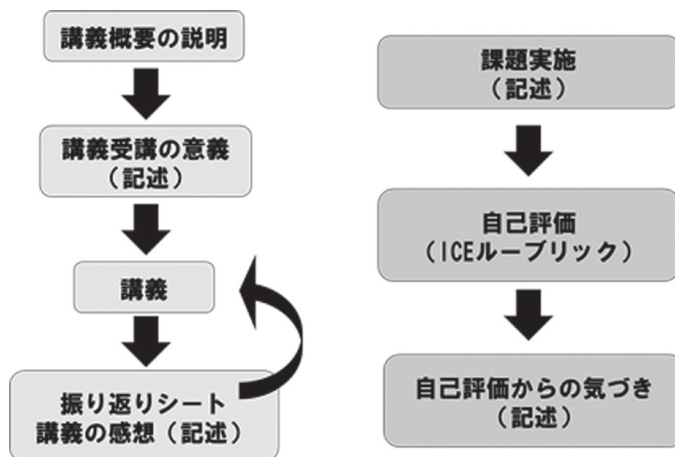 講義概要の説明
講義受講の意義
(記述)
講義
振り返りシート
講義の感想(記述)
課題実施
(記述)
自己評価
(ICEルーブリック)
自己評価からの気づき
(記述)